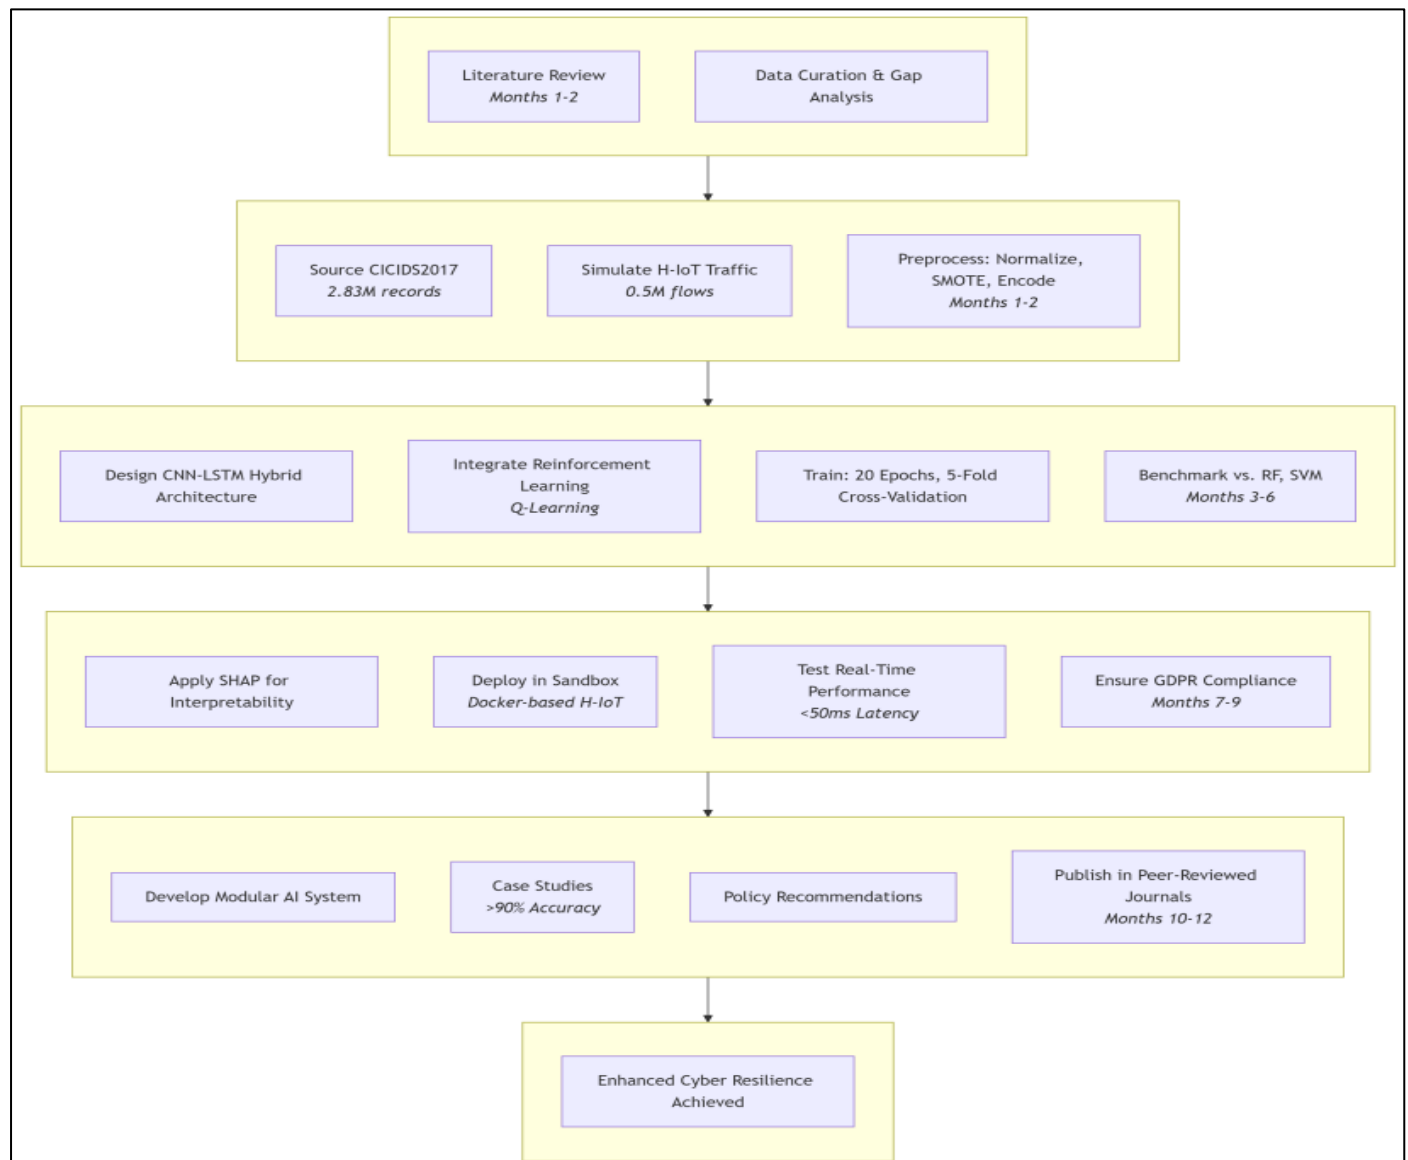 Literature Review
Months 1-2
Data Curation & Gap
Analysis
Source CICIDS2017
2.83M records
Simulate H-IoT Traffic
0.5M flows
Preprocess: Normalize,
SMOTE, Encode
Months 1-2
Design CNN-LSTM Hybrid
Architecture
Integrate Reinforcement
Learning
Q-Learning
Train: 20 Epochs, 5-Fold
Cross-Validation
Benchmark vs. RF, SVM
Months 3-6
Apply SHAP for
Interpretability
Deploy in Sandbox
Docker-based H-IoT
Test Real-Time
Performance
<50ms Latency
Ensure GDPR Compliance
Months 7-9
Develop Modular AI System
Case Studies
>90% Accuracy
Policy Recommendations
Publish in Peer-Reviewed
Journals
Months 10-12
Enhanced Cyber Resilience
Achieved